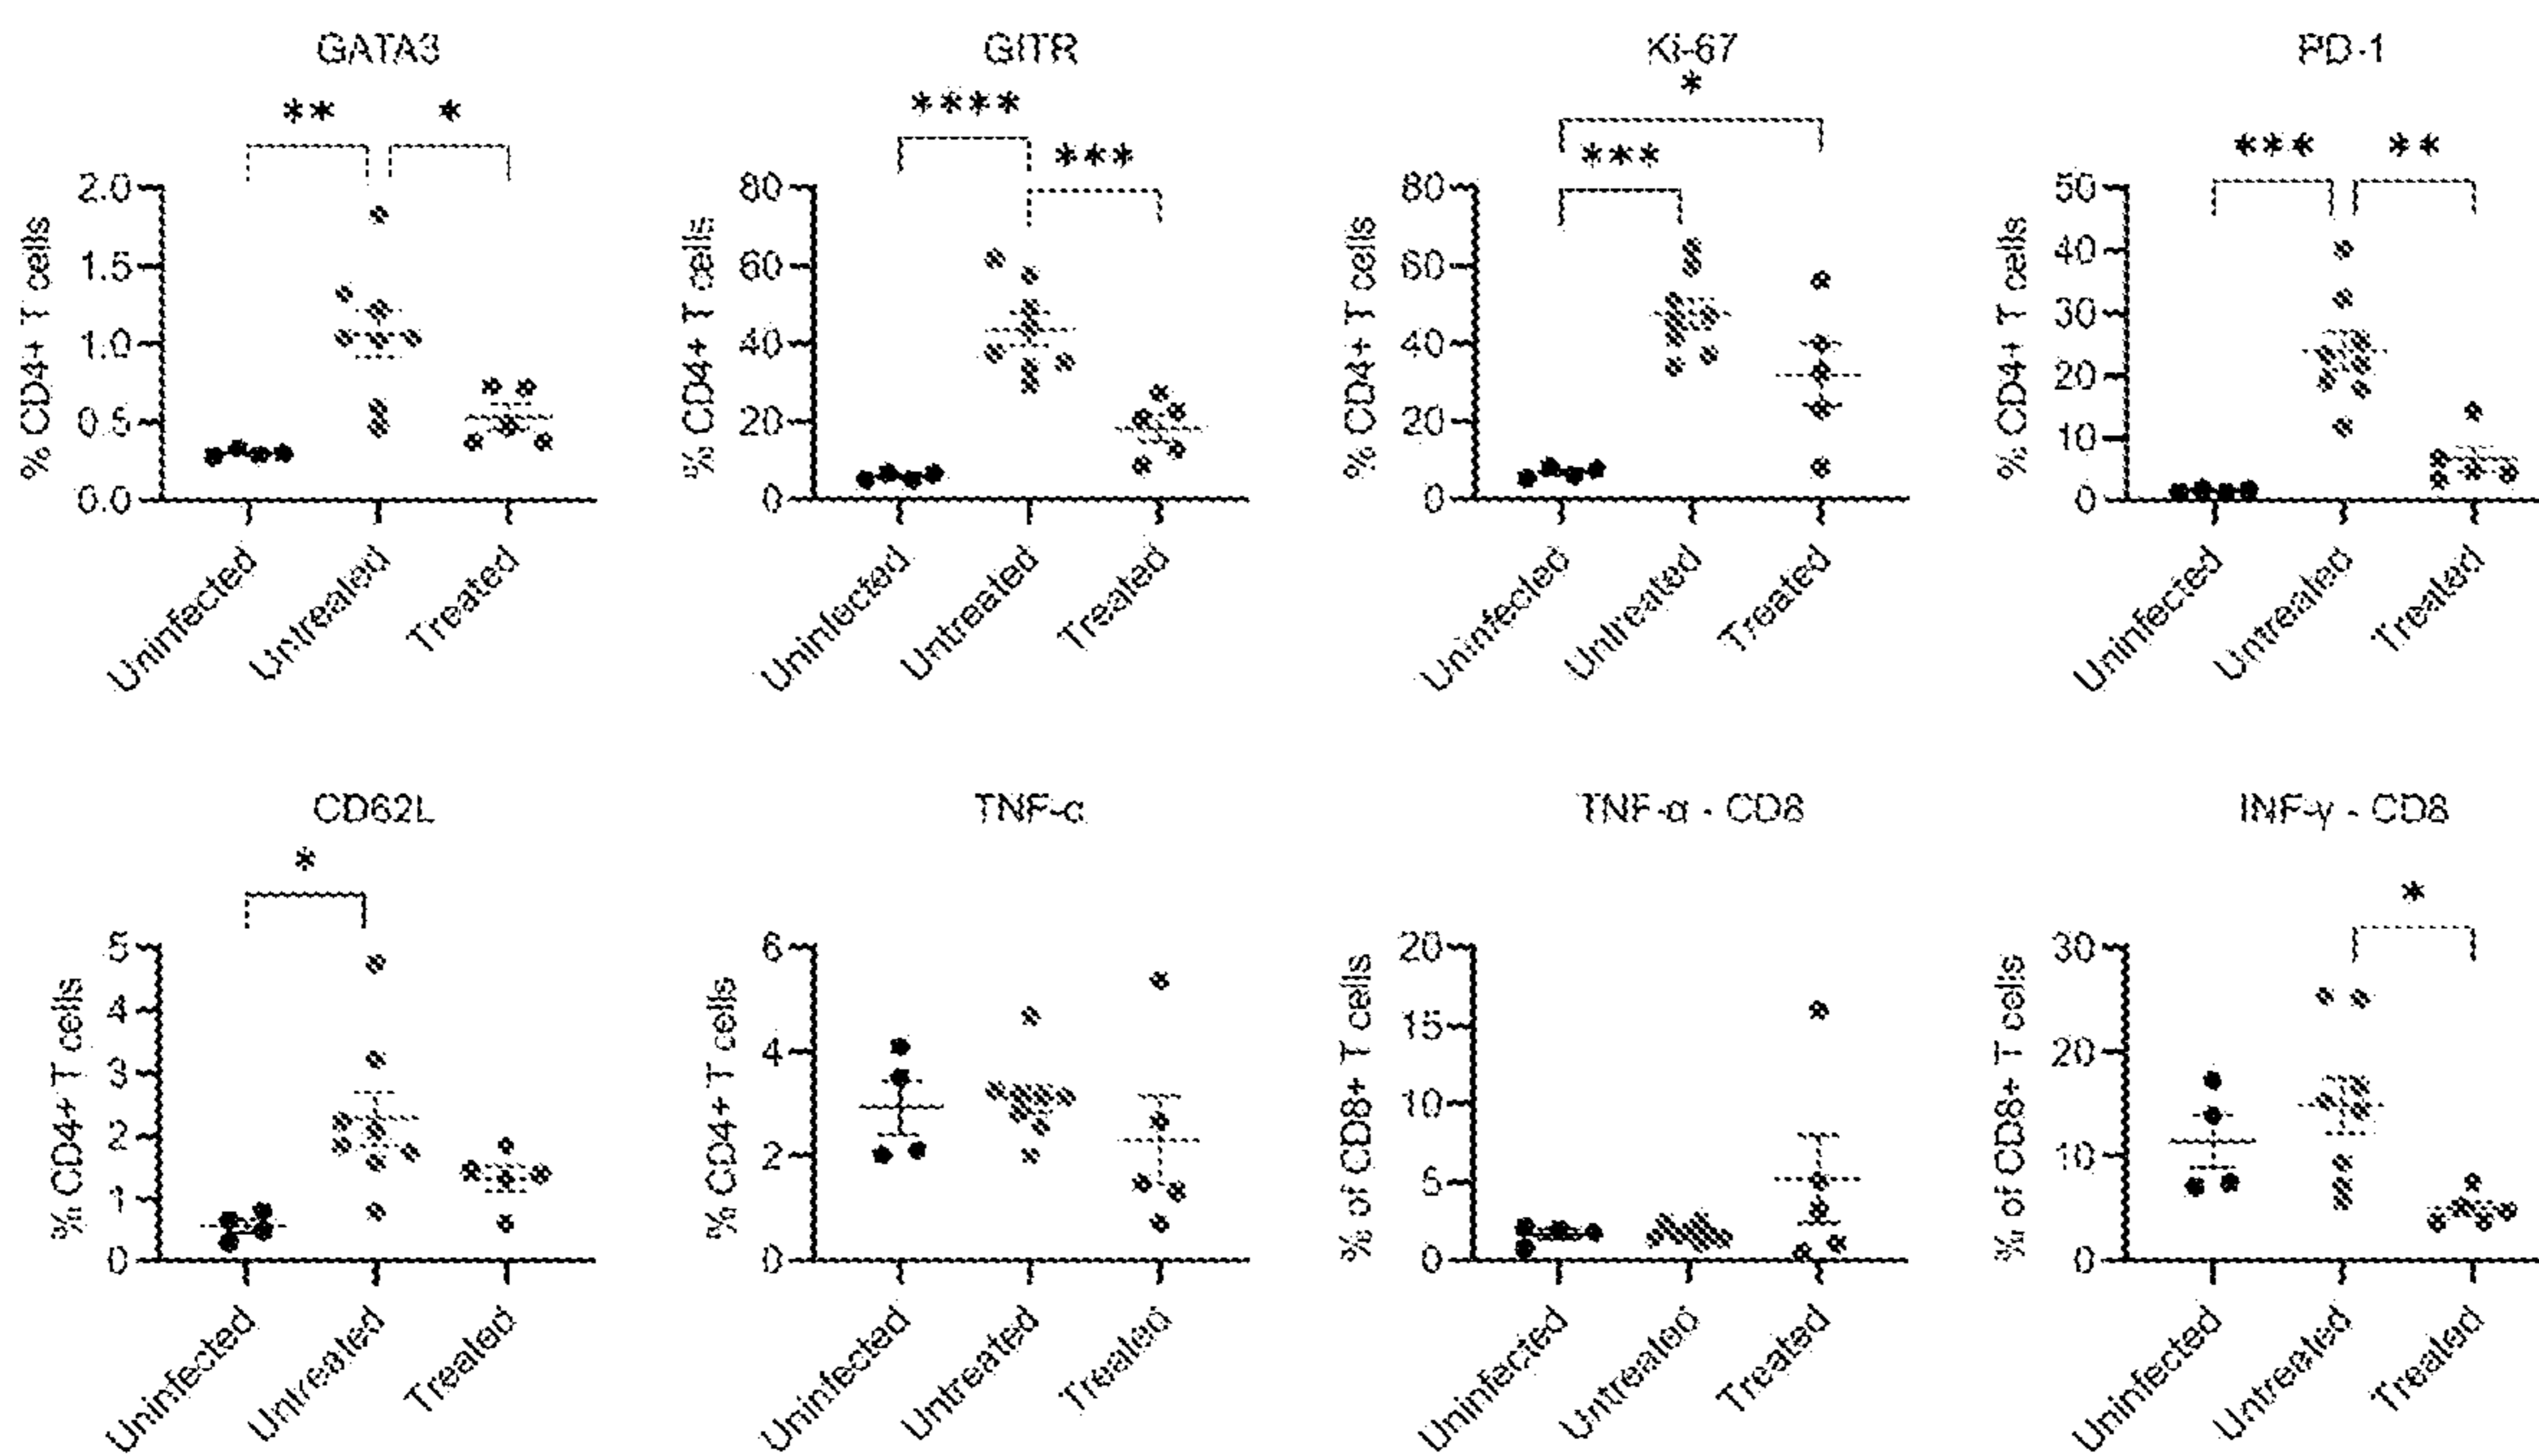 GATA3
** *
% CD4+ T cells
2.0
1.5
1.0
0.5
0.0
Uninfected
Untreated
Treated
GITR
****
***
% CD4+ T cells
80
60
40
20
0
Uninfected
Untreated
Treated
Ki-67
*
***
% CD4+ T cells
80
60
40
20
0
Uninfected
Untreated
Treated
PD-1
*** **
% CD4+ T cells
50
40
30
20
10
0
Uninfected
Untreated
Treated
CD62L
*
% CD4+ T cells
5
4
3
2
1
0
Uninfected
Untreated
Treated
TNF-α
% CD4+ T cells
6
4
2
0
Uninfected
Untreated
Treated
TNF-α - CD8
% of CD8+ T cells
20
15
10
5
0
Uninfected
Untreated
Treated
INF-γ - CD8
*
% of CD8+ T cells
30
20
10
0
Uninfected
Untreated
Treated